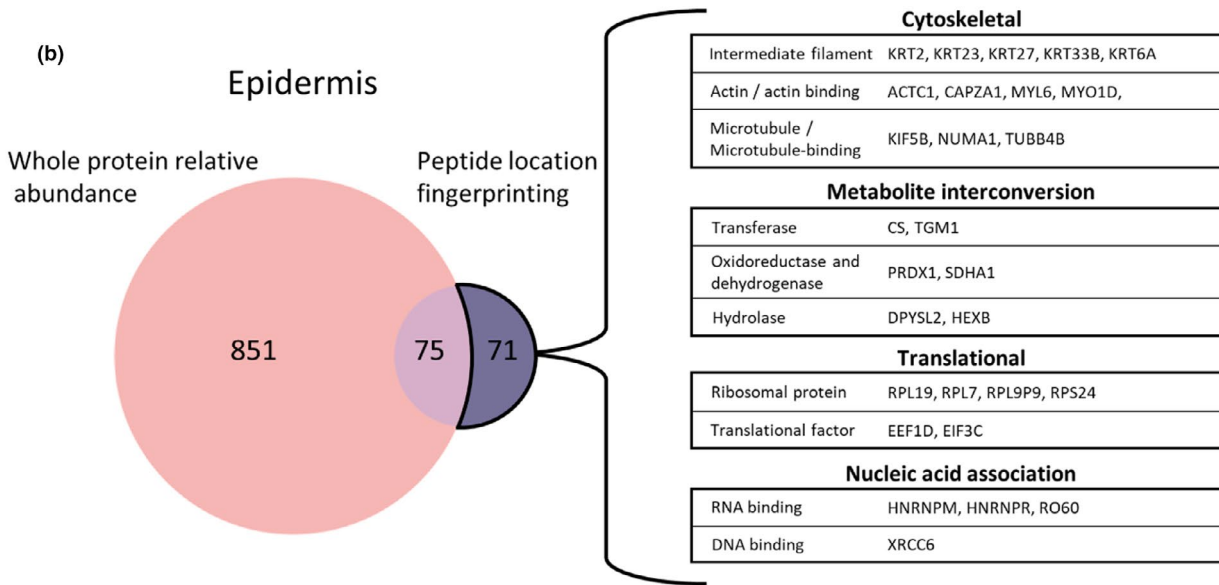 (b)
Epidermis
Whole protein relative
abundance
Peptide location
fingerprinting
851
75
71
Cytoskeletal
Intermediate filament KRT2, KRT23, KRT27, KRT33B, KRT6A
Actin / actin binding ACTC1, CAPZA1, MYL6, MYO1D,
Microtubule /
Microtubule-binding KIF5B, NUMA1, TUBB4B
Metabolite interconversion
Transferase CS, TGM1
Oxidoreductase and
dehydrogenase PRDX1, SDHA1
Hydrolase DPYSL2, HEXB
Translational
Ribosomal protein RPL19, RPL7, RPL9P9, RPS24
Translational factor EEF1D, EIF3C
Nucleic acid association
RNA binding HNRNPM, HNRNPR, RO60
DNA binding XRCC6